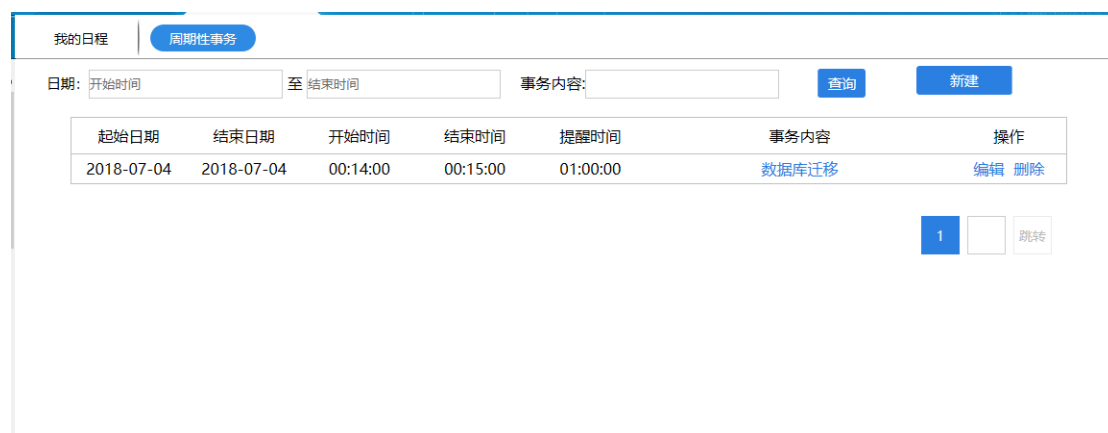 我的日程 周期性事务
日期: 开始时间 至 结束时间 事务内容: 查询 新建
起始日期 结束日期 开始时间 结束时间 提醒时间 事务内容 操作
2018-07-04 2018-07-04 00:14:00 00:15:00 01:00:00 数据库迁移 编辑 删除
1 跳转